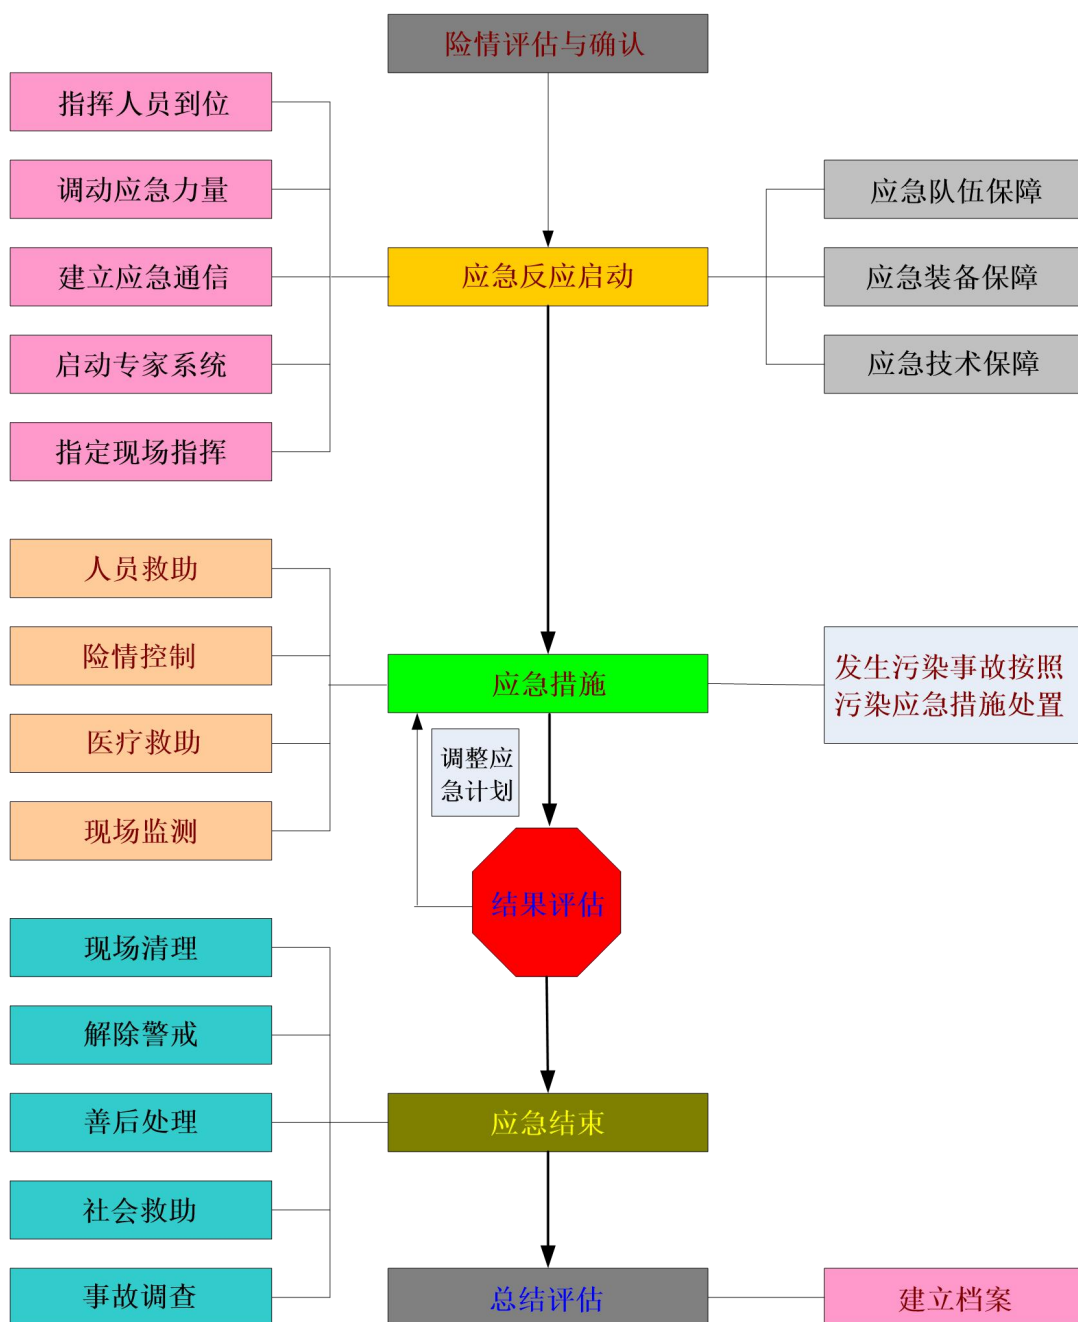 险情评估与确认
指挥人员到位
调动应急力量
建立应急通信
启动专家系统
指定现场指挥
应急反应启动
应急队伍保障
应急装备保障
应急技术保障
人员救助
险情控制
医疗救助
现场监测
应急措施
发生污染事故按照
污染应急措施处置
调整应
急计划
结果评估
现场清理
解除警戒
善后处理
社会救助
事故调查
应急结束
总结评估
建立档案